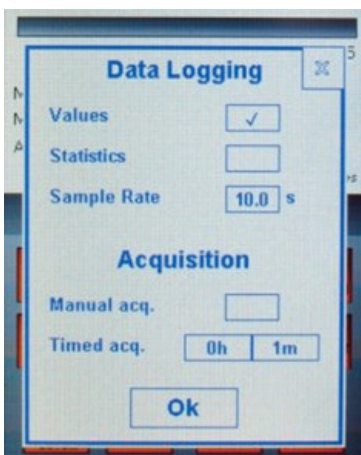 Data Logging
Values ✓
Statistics
Sample Rate 10.0 s
Acquisition
Manual acq.
Timed acq. 0h 1m
Ok